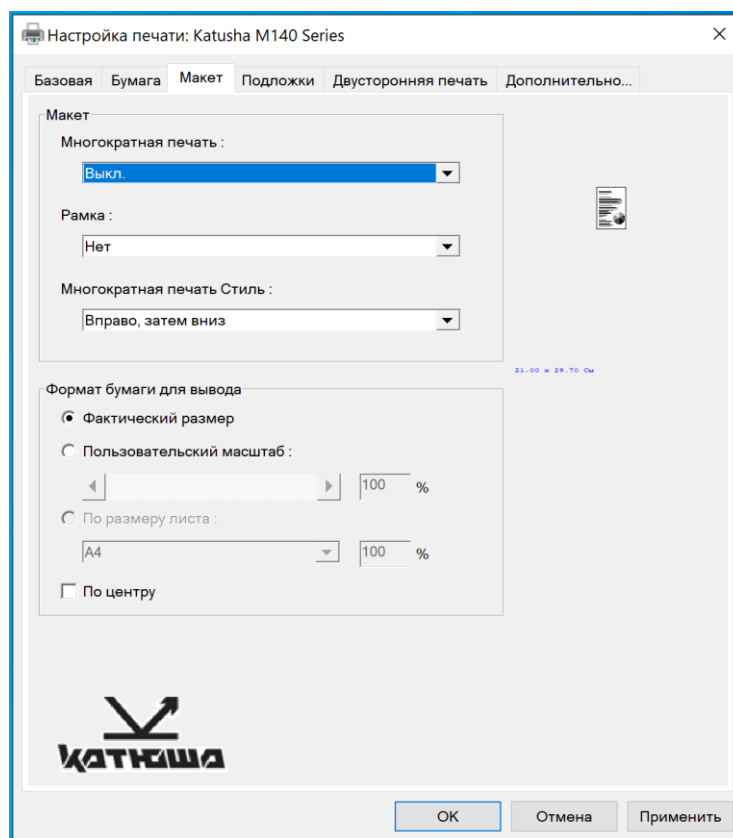 Настройка печати: Katusha M140 Series
Базовая Бумага Макет Подложки Двусторонняя печать Дополнительно...
Макет
Многократная печать :
Выкл.
Рамка :
Нет
Многократная печать Стиль :
Вправо, затем вниз
21.00 x 29.70 См
Формат бумаги для вывода
Фактический размер
Пользовательский масштаб :
100 %
По размеру листа :
A4 100 %
По центру
катюша
OK Отмена Применить